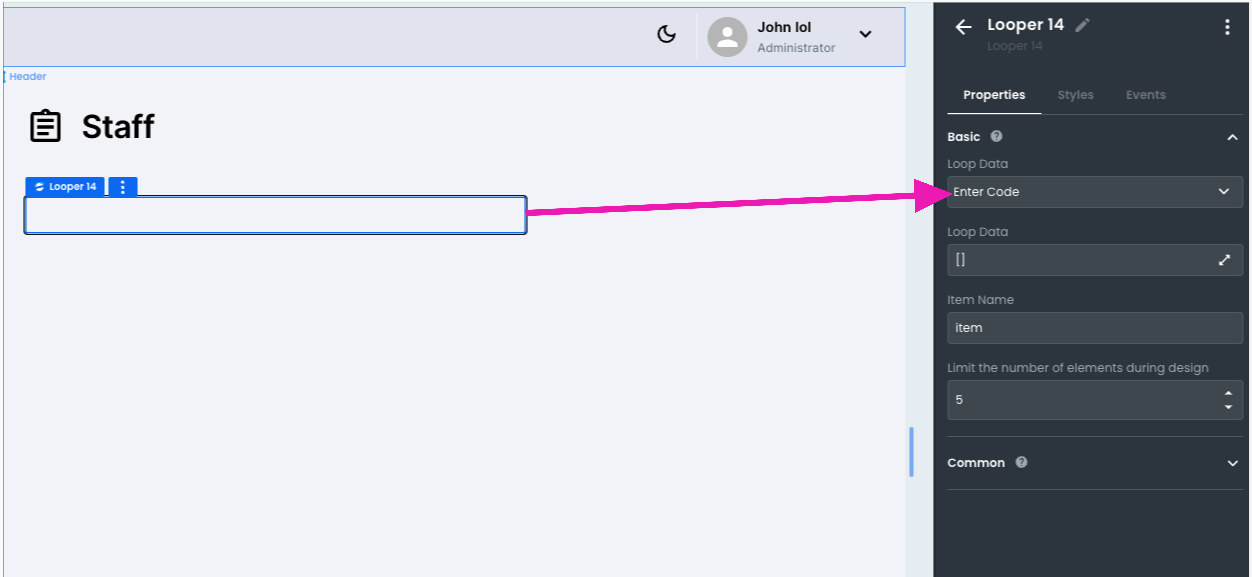 John lol
Administrator
Header
Staff
Looper 14
Looper 14
Looper 14
Properties Styles Events
Basic
Loop Data
Enter Code
Loop Data
[]
Item Name
item
Limit the number of elements during design
5
Common